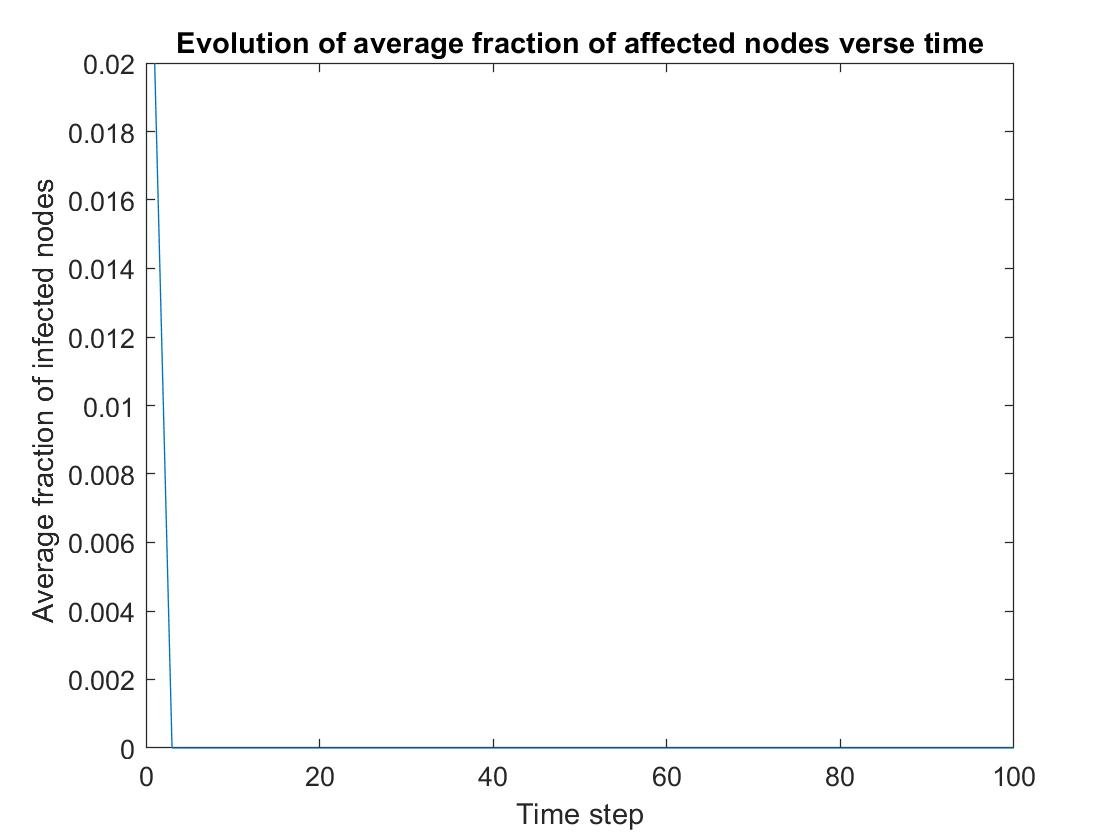 Evolution of average fraction of affected nodes verse time
Average fraction of infected nodes
0.02
0.018
0.016
0.014
0.012
0.01
0.008
0.006
0.004
0.002
0
0 20 40 60 80 100
Time step